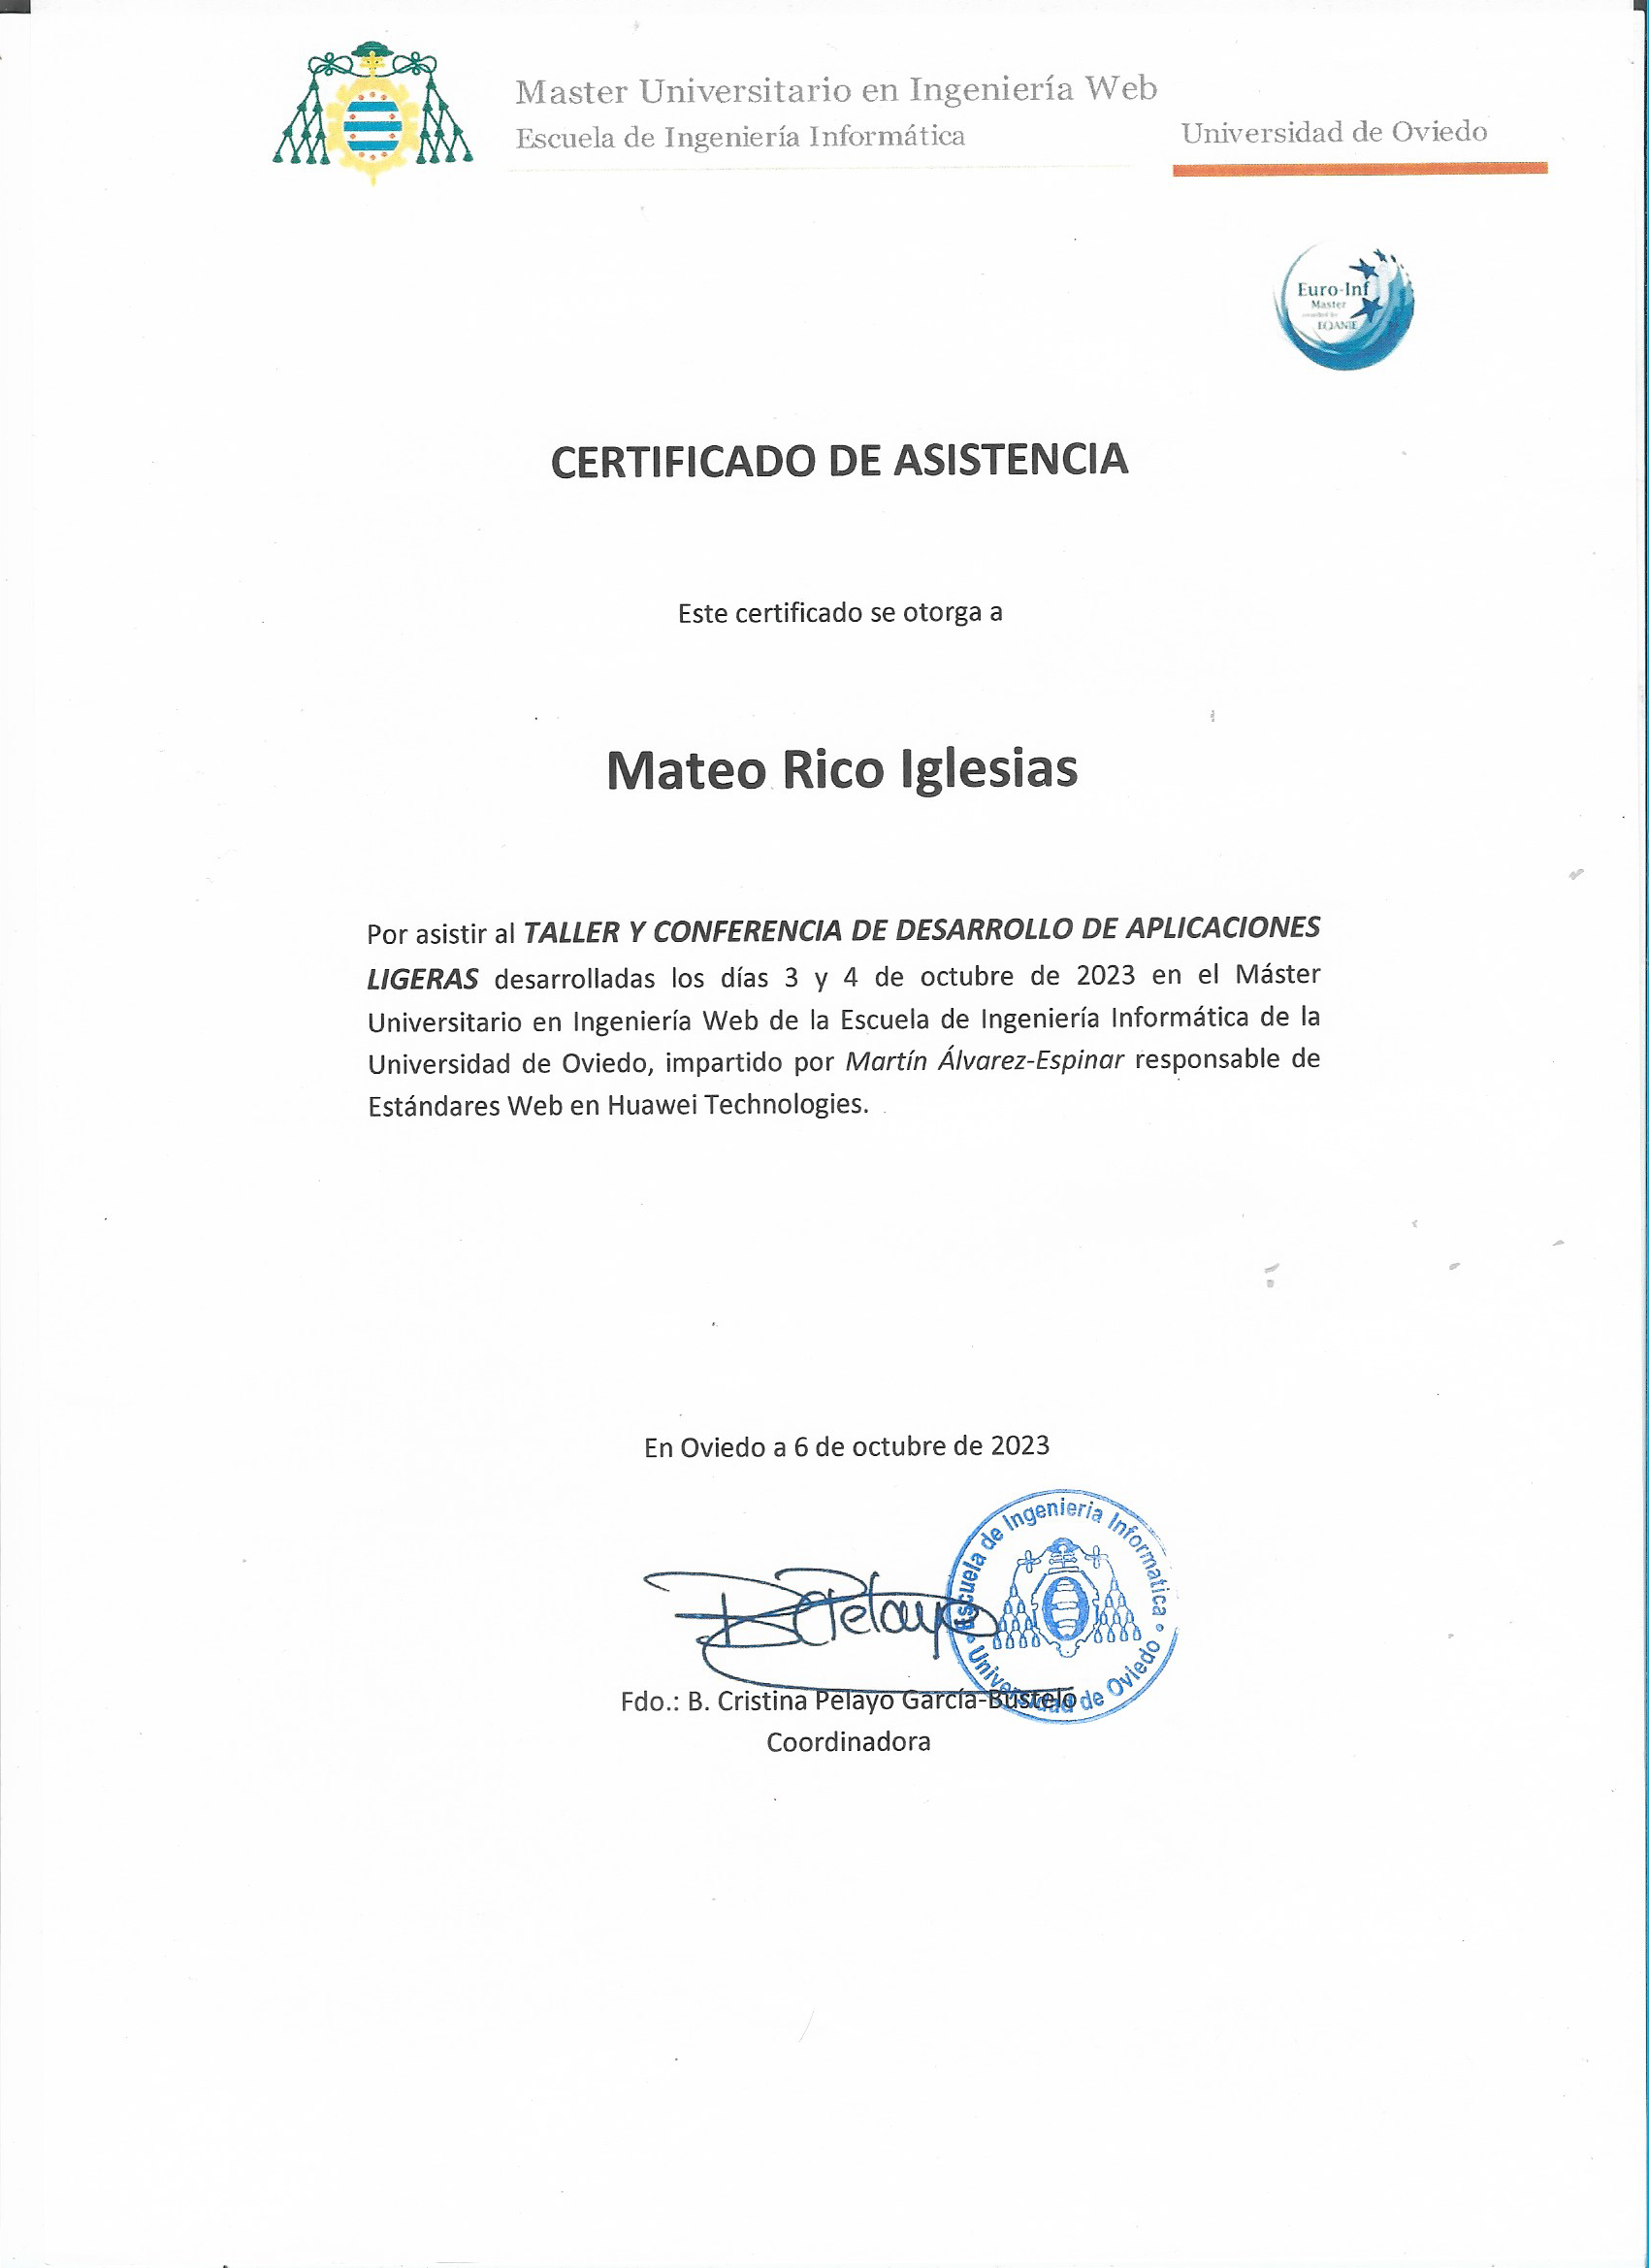 Master Universitario en Ingeniería Web
Escuela de Ingeniería Informática
Universidad de Oviedo
Euro-Inf
Master
EQANIE
CERTIFICADO DE ASISTENCIA
Este certificado se otorga a
Mateo Rico Iglesias
Por asistir al TALLER Y CONFERENCIA DE DESARROLLO DE APLICACIONES
LIGERAS desarrolladas los días 3 y 4 de octubre de 2023 en el Máster
Universitario en Ingeniería Web de la Escuela de Ingeniería Informática de la
Universidad de Oviedo, impartido por Martín Álvarez-Espinar responsable de
Estándares Web en Huawei Technologies.
En Oviedo a 6 de octubre de 2023
Escuela de Ingeniería Informatica
Universidad de Oviedo
BCPelayo
Fdo.: B. Cristina Pelayo García-Bustelo
Coordinadora